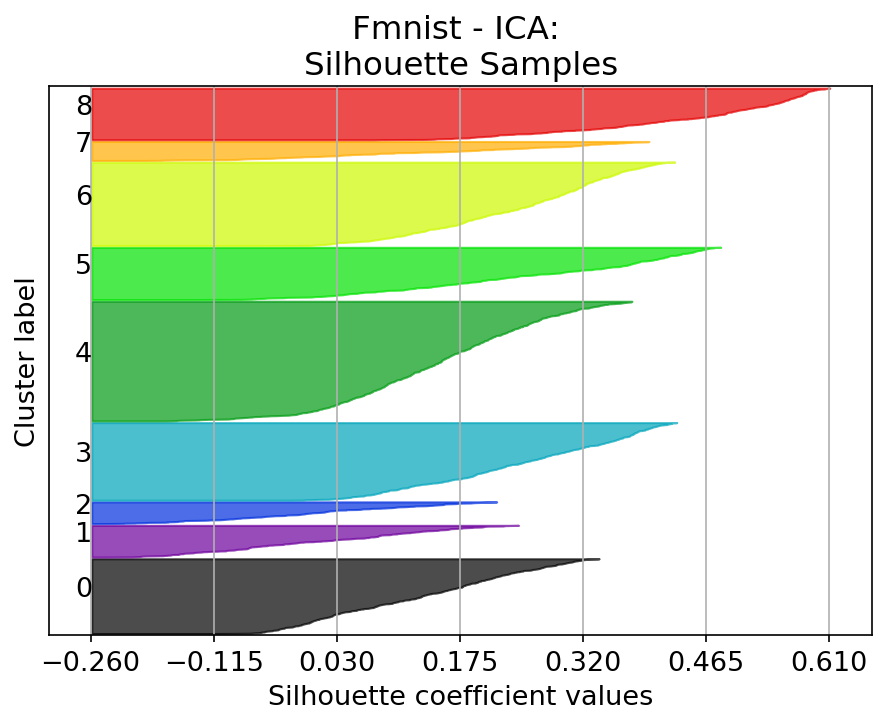 Fmnist - ICA:
Silhouette Samples
8
7
6
5
4
3
2
1
0
Cluster label
−0.260 −0.115 0.030 0.175 0.320 0.465 0.610
Silhouette coefficient values